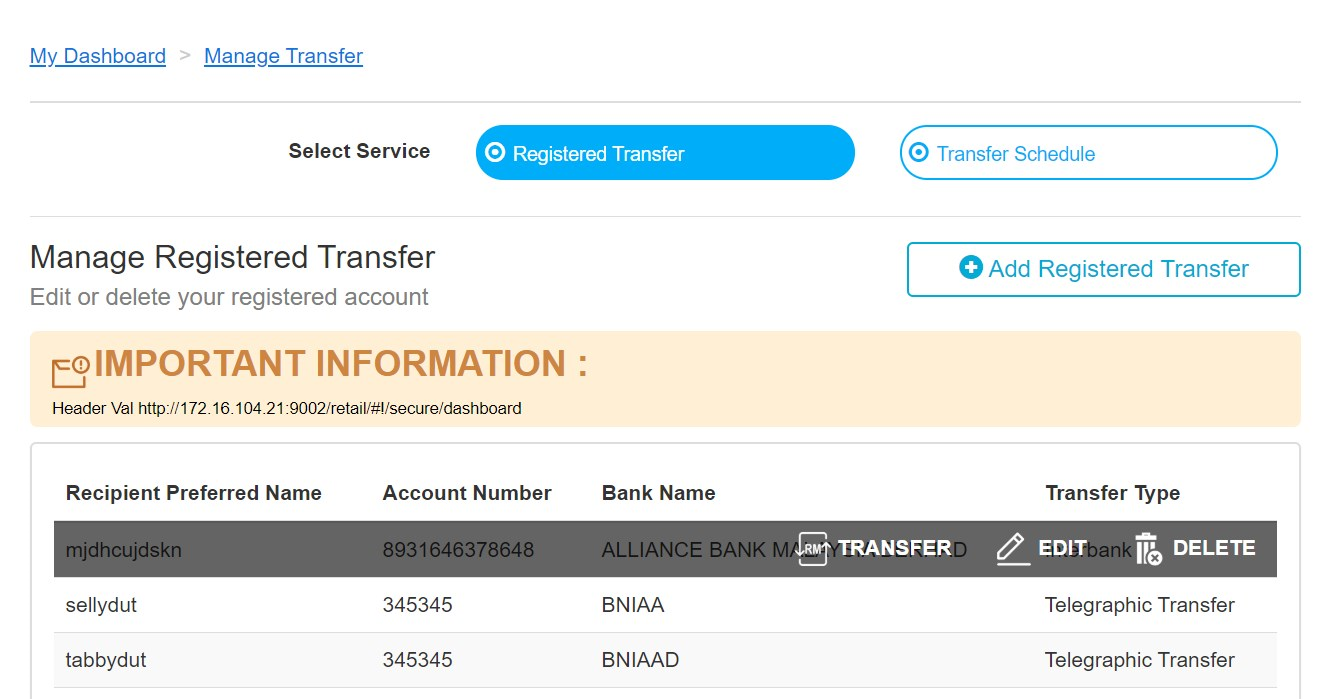 My Dashboard > Manage Transfer
Select Service Registered Transfer Transfer Schedule
Manage Registered Transfer
Add Registered Transfer
Edit or delete your registered account
IMPORTANT INFORMATION :
Header Val http://172.16.104.21:9002/retail/#!/secure/dashboard
Recipient Preferred Name Account Number Bank Name Transfer Type
mjdhcujdskn 8931646378648 ALLIANCE BANK RM TRANSFER EDIT DELETE
sellydut 345345 BNIAA Telegraphic Transfer
tabbydut 345345 BNIAAD Telegraphic Transfer